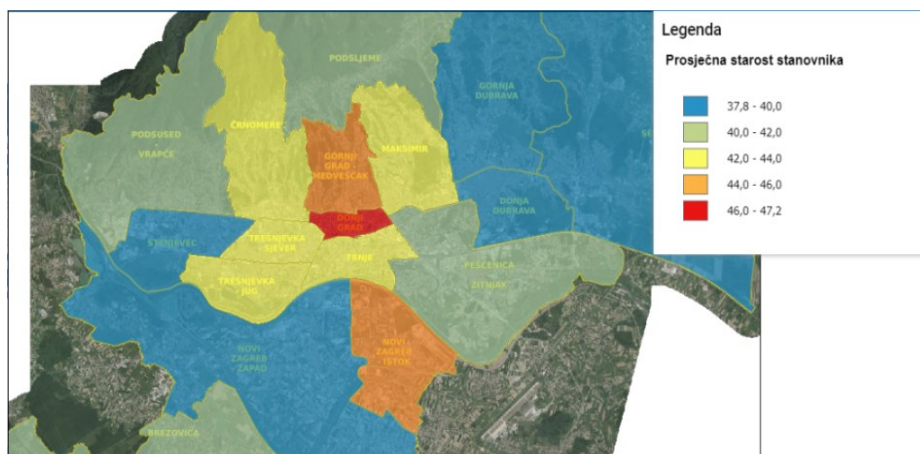 Legenda
Prosječna starost stanovnika
37,8 - 40,0
40,0 - 42,0
42,0 - 44,0
44,0 - 46,0
46,0 - 47,2
PODSLJEME
GORNJA
DUBRAVA
SE
ČRNOMEREC
PODSUSED
VRAPČE
GORNJI
GRAD -
MEDVEŠČAK
MAKSIMIR
DONJA
DUBRAVA
DONJI
GRAD
STENJEVEC
TREŠNJEVKA
- SJEVER
TRNJE
PEŠČENICA
ŽITNJAK
TREŠNJEVKA
- JUG
NOVI
ZAGREB
- ZAPAD
NOVI
ZAGREB
- ISTOK
BREZOVICA